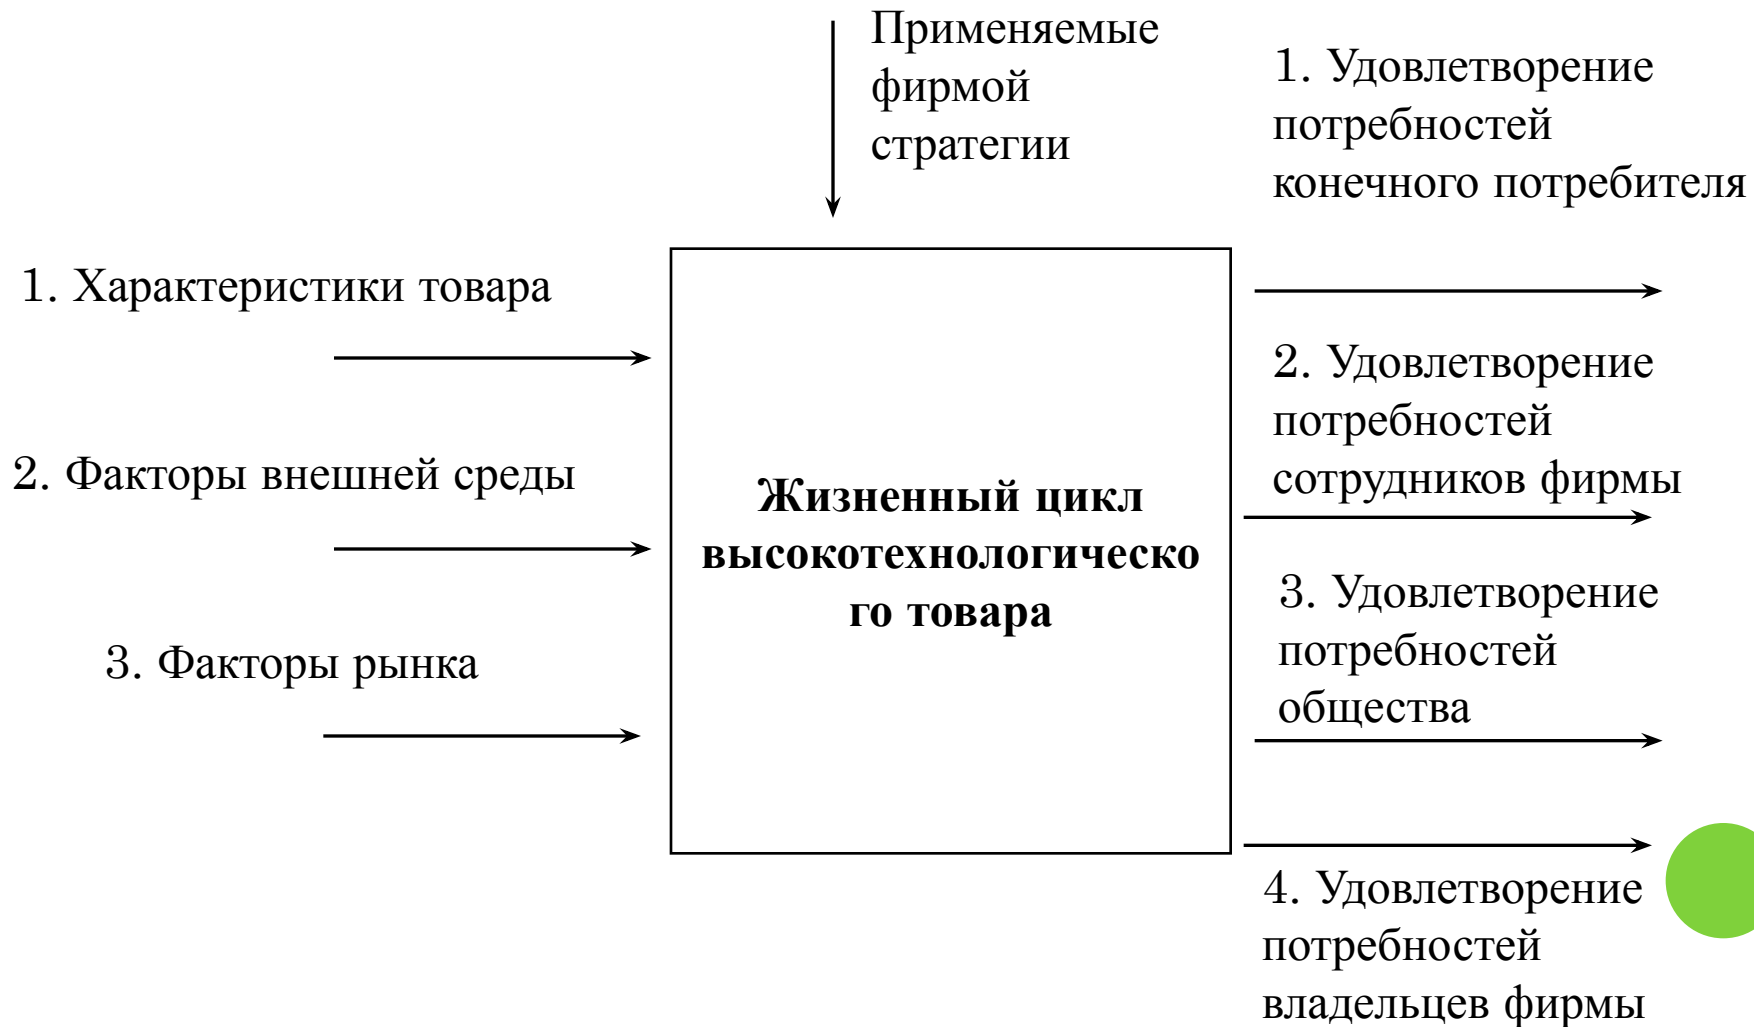 Применяемые
фирмой
стратегии
1. Характеристики товара
2. Факторы внешней среды
3. Факторы рынка
Жизненный цикл
высокотехнологическо
го товара
1. Удовлетворение
потребностей
конечного потребителя
2. Удовлетворение
потребностей
сотрудников фирмы
3. Удовлетворение
потребностей
общества
4. Удовлетворение
потребностей
владельцев фирмы